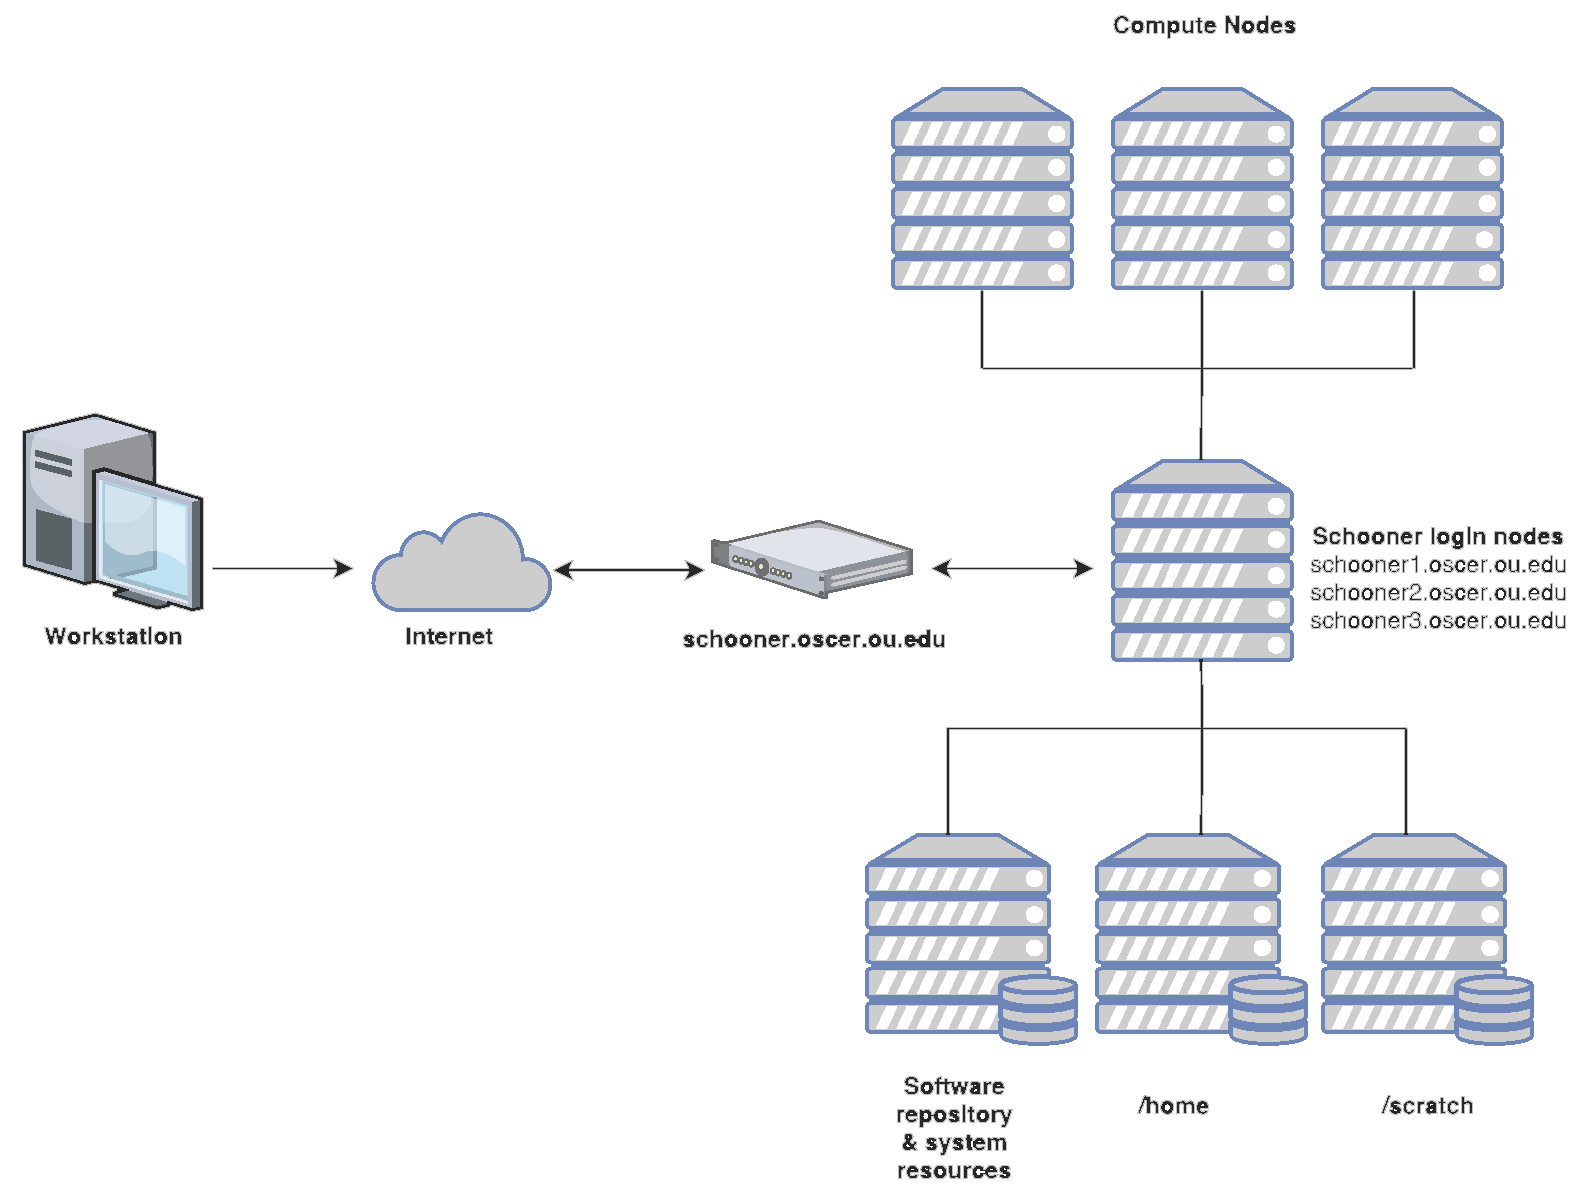 Compute Nodes
Schooner login nodes
schooner1.oscer.ou.edu
schooner2.oscer.ou.edu
schooner3.oscer.ou.edu
Workstation
Internet
schooner.oscer.ou.edu
Software
repository
& system
resources
/home
/scratch